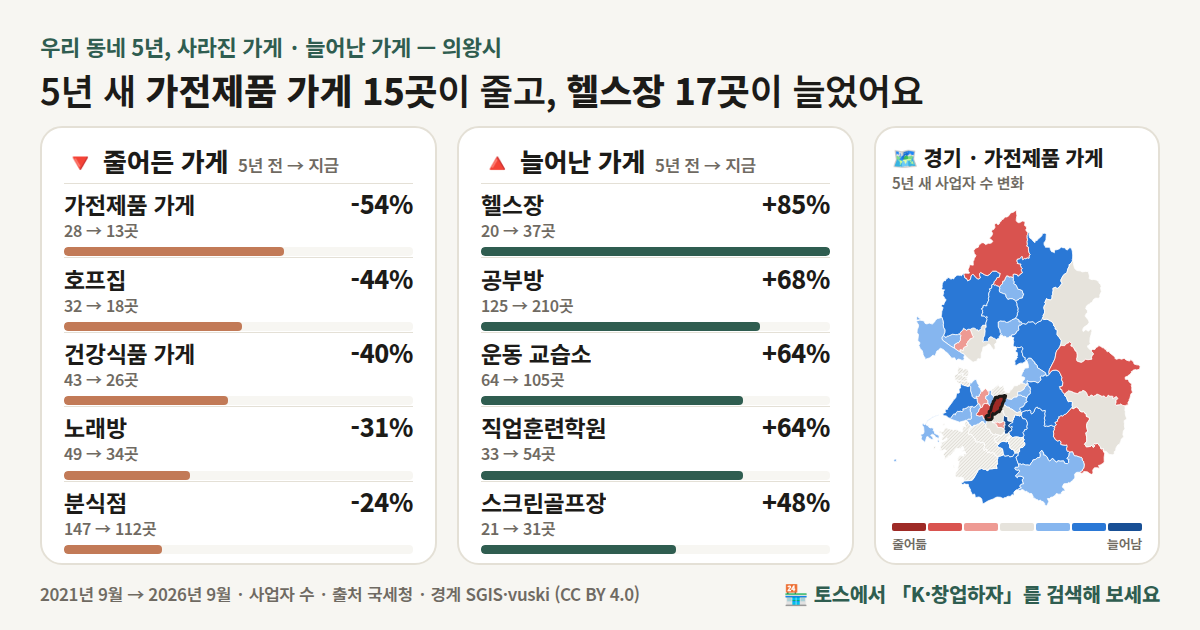 우리 동네 5년, 사라진 가게 · 늘어난 가게 — 의왕시
5년 새 가전제품 가게 15곳이 줄고, 헬스장 17곳이 늘었어요
🔻 줄어든 가게 5년 전 → 지금
가전제품 가게 -54%
28 → 13곳
호프집 -44%
32 → 18곳
건강식품 가게 -40%
43 → 26곳
노래방 -31%
49 → 34곳
분식점 -24%
147 → 112곳
🔺 늘어난 가게 5년 전 → 지금
헬스장 +85%
20 → 37곳
공부방 +68%
125 → 210곳
운동 교습소 +64%
64 → 105곳
직업훈련학원 +64%
33 → 54곳
스크린골프장 +48%
21 → 31곳
🗺️ 경기 · 가전제품 가게
5년 새 사업자 수 변화
줄어듦 늘어남
2021년 9월 → 2026년 9월 · 사업자 수 · 출처 국세청 · 경계 SGIS·vuski (CC BY 4.0)
🏪 토스에서 「K·창업하자」를 검색해 보세요